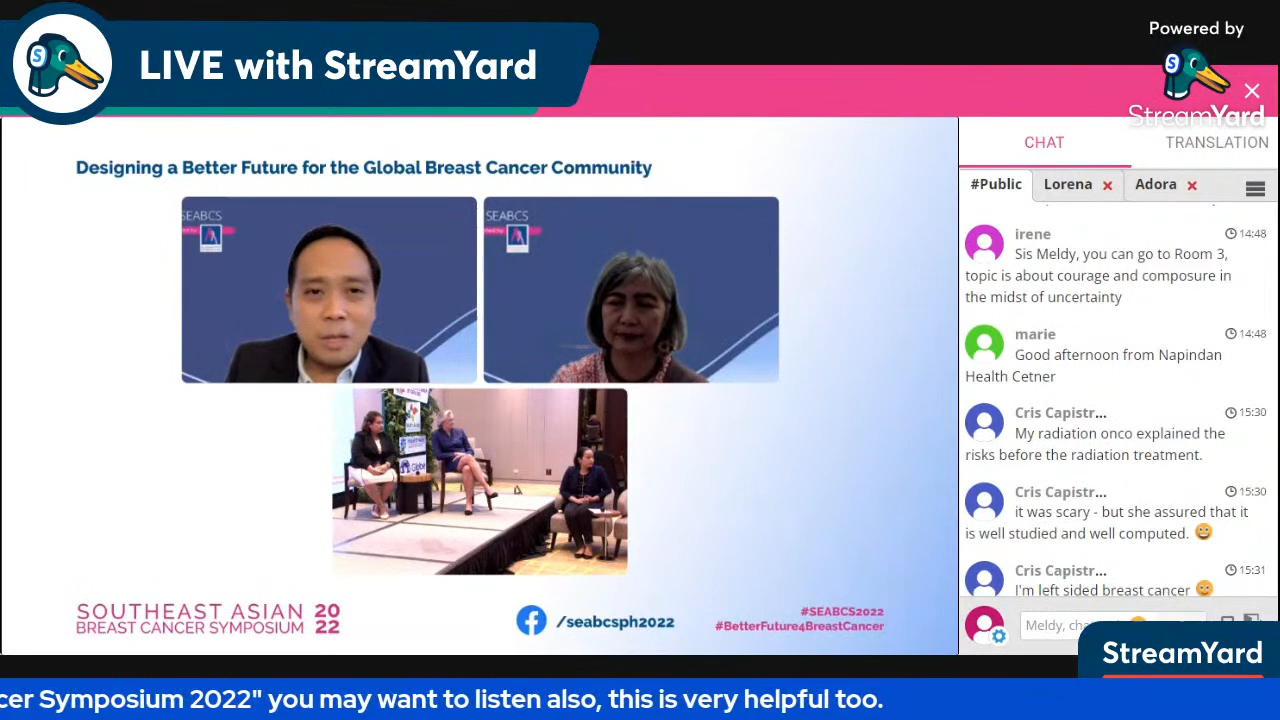 LIVE with StreamYard
Powered by
StreamYard
Designing a Better Future for the Global Breast Cancer Community
SEABCS
SEABCS
Globe
SOUTHEAST ASIAN 20
BREAST CANCER SYMPOSIUM 22
/seabcsph2022
#SEABCS2022
#BetterFuture4BreastCancer
CHAT
TRANSLATION
#Public
Lorena
Adora
irene
14:48
Sis Meldy, you can go to Room 3,
topic is about courage and composure in
the midst of uncertainty
marie
14:48
Good afternoon from Napindan
Health Cetner
Cris Capistr...
15:30
My radiation onco explained the
risks before the radiation treatment.
Cris Capistr...
15:30
it was scary - but she assured that it
is well studied and well computed. 😄
Cris Capistr...
15:31
I'm left sided breast cancer 😄
Meldy,
StreamYard
cer Symposium 2022" you may want to listen also, this is very helpful too.